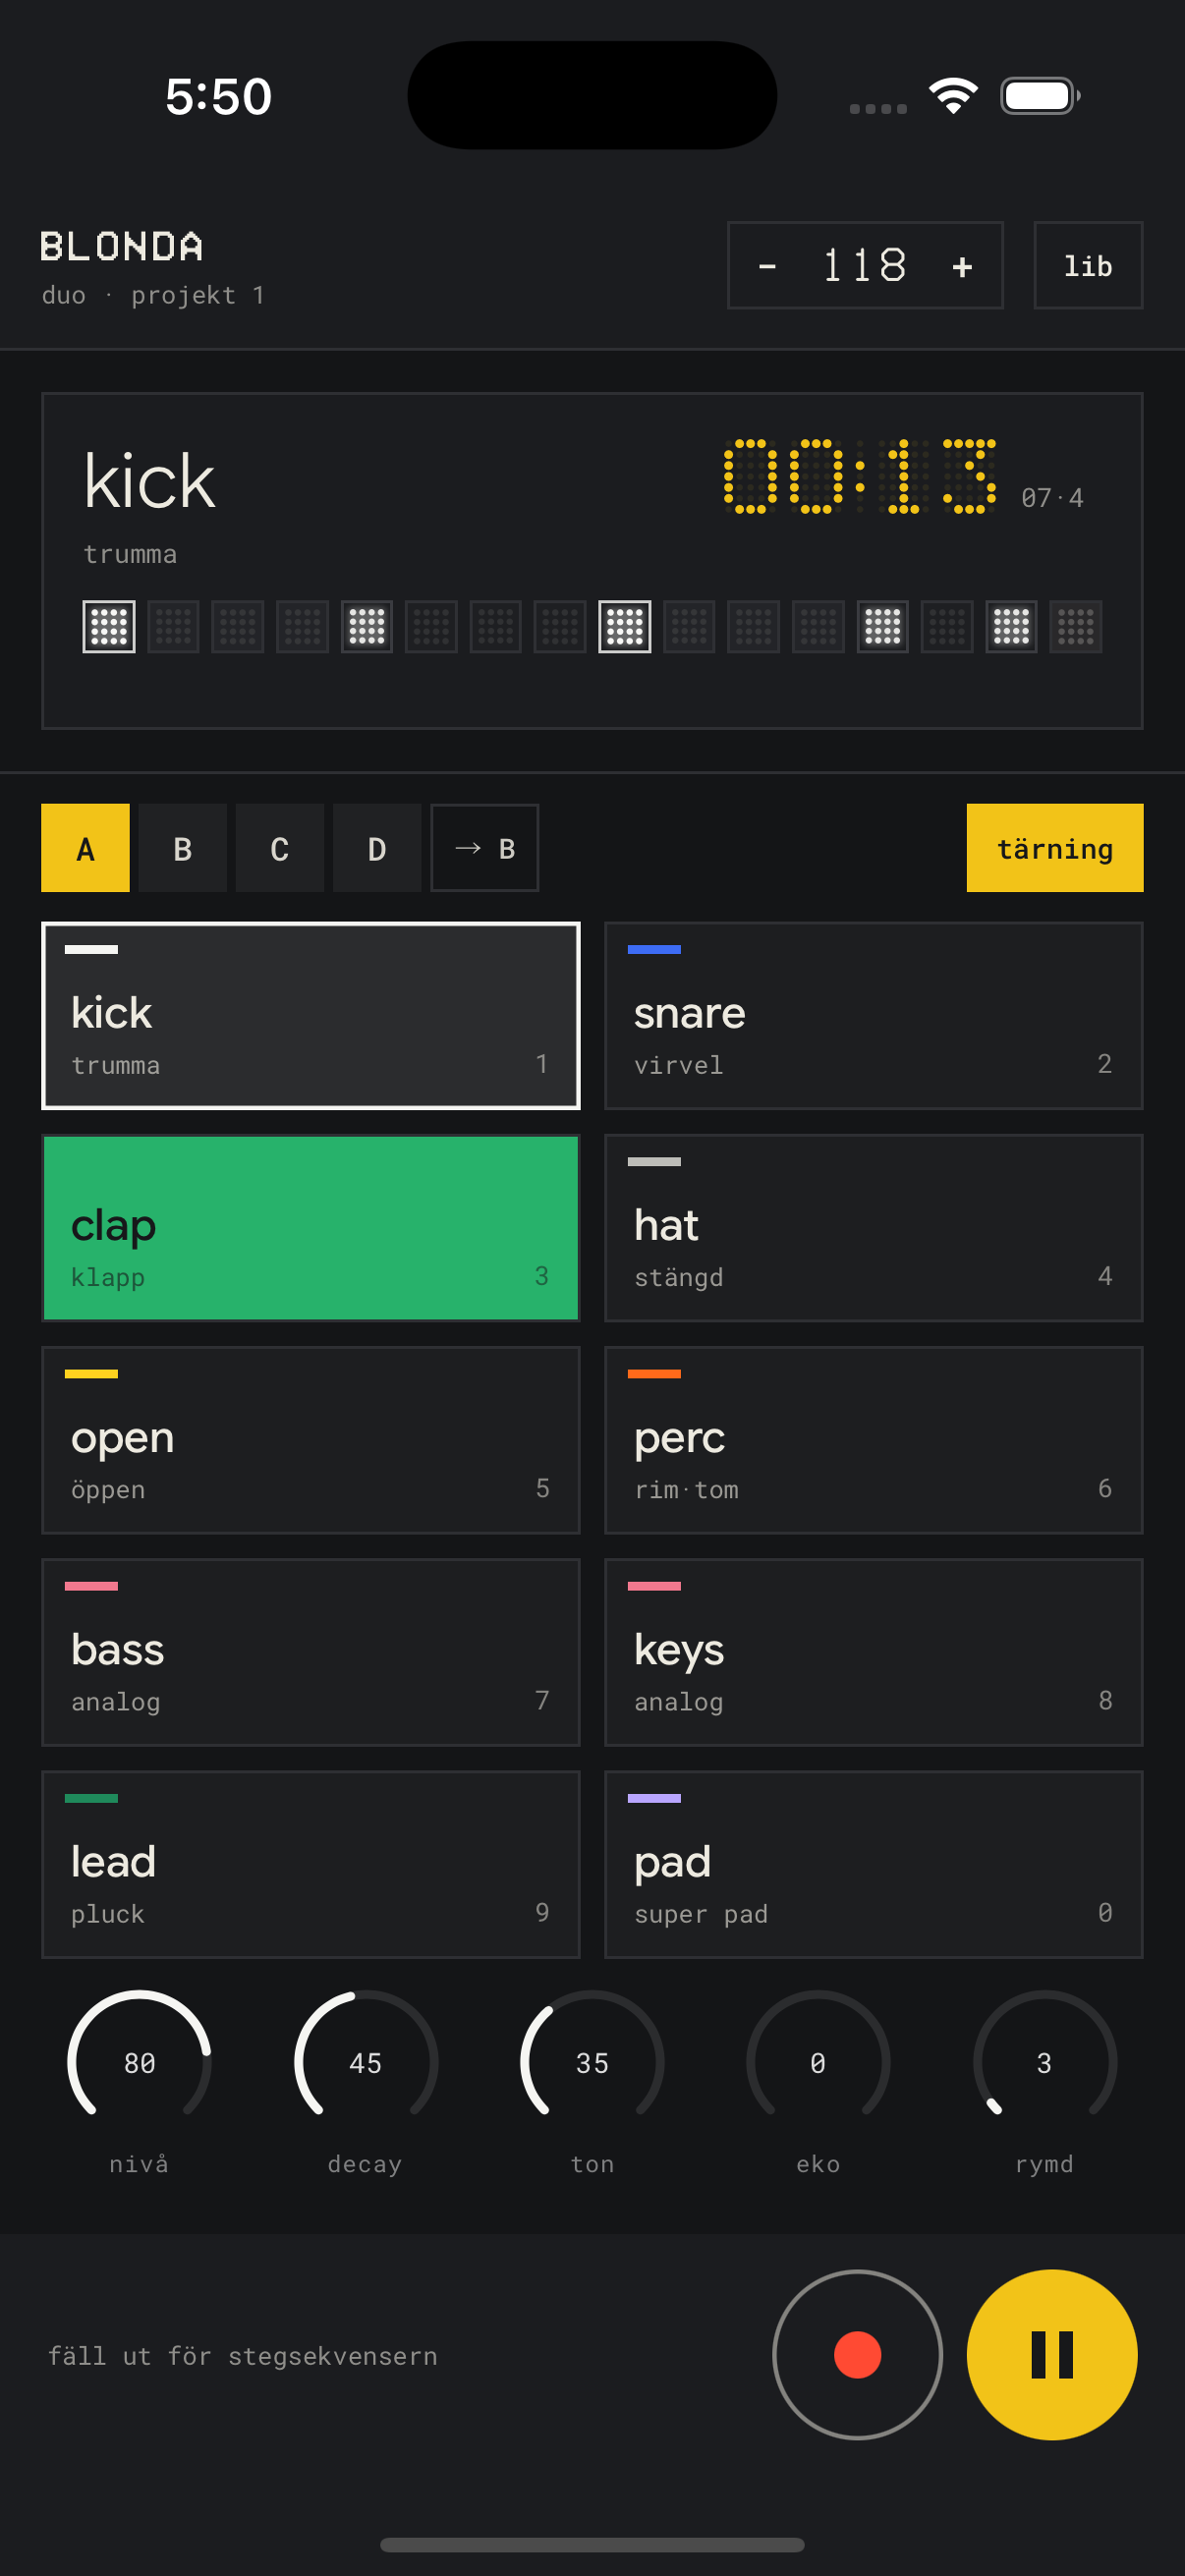 5:50
BLONDA
duo · projekt 1
- 118 +
lib
kick
00:13
07·4
trumma
A B C D → B
tärning
kick
trumma 1
snare
virvel 2
clap
klapp 3
hat
stängd 4
open
öppen 5
perc
rim·tom 6
bass
analog 7
keys
analog 8
lead
pluck 9
pad
super pad 0
80 45 35 0 3
nivå decay ton eko rymd
fäll ut för stegsekvensern